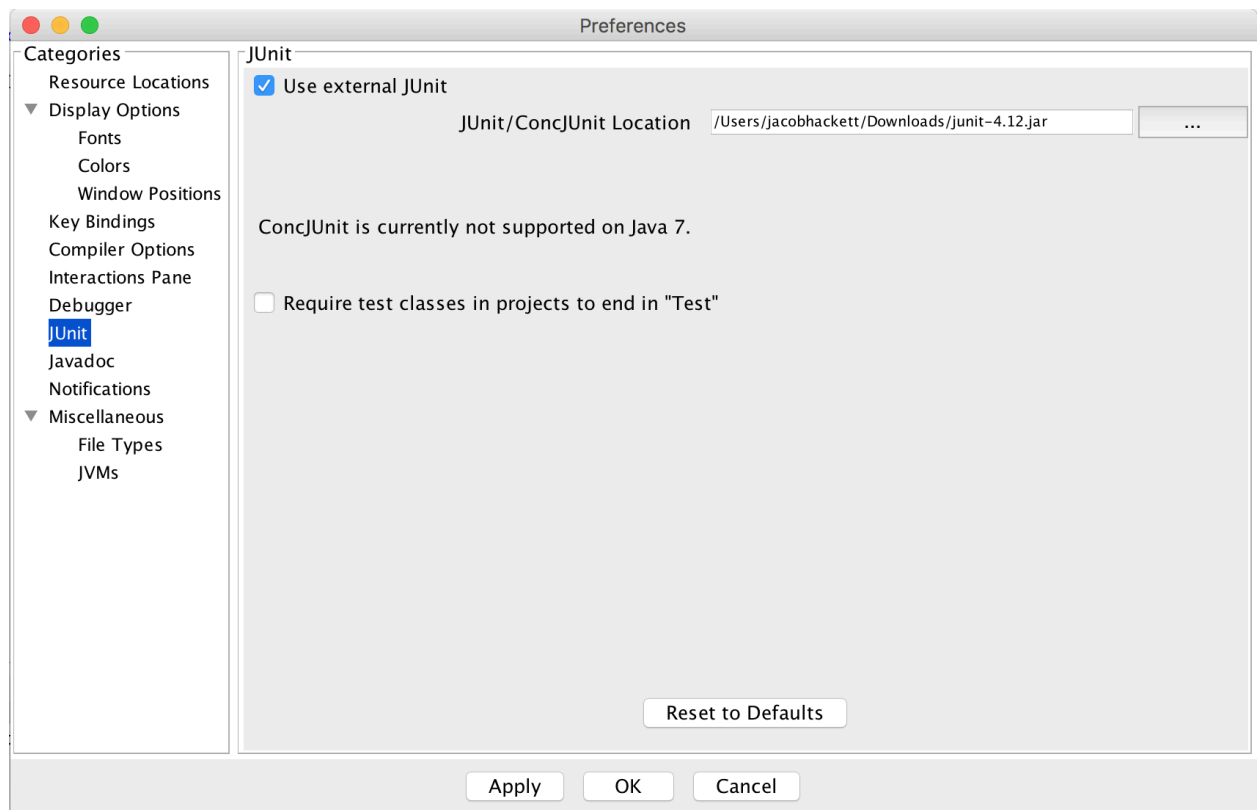 Preferences
Categories
Resource Locations
Display Options
Fonts
Colors
Window Positions
Key Bindings
Compiler Options
Interactions Pane
Debugger
JUnit
Javadoc
Notifications
Miscellaneous
File Types
JVMs
JUnit
Use external JUnit
JUnit/ConcJUnit Location /Users/jacobhackett/Downloads/junit-4.12.jar ...
ConcJUnit is currently not supported on Java 7.
Require test classes in projects to end in "Test"
Reset to Defaults
Apply OK Cancel